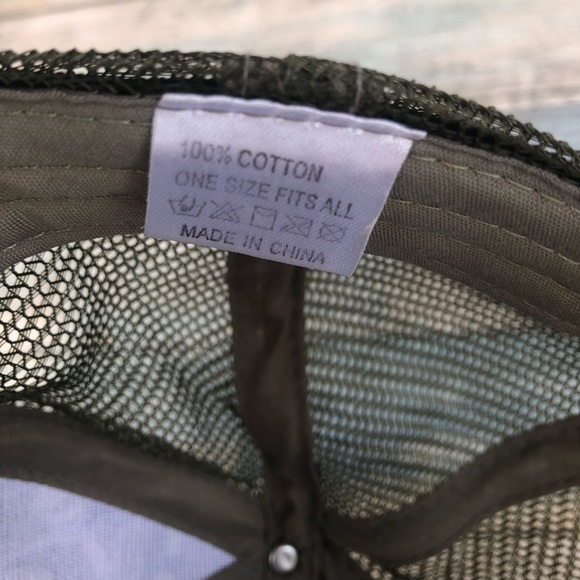 100% COTTON
ONE SIZE FITS ALL
MADE IN CHINA